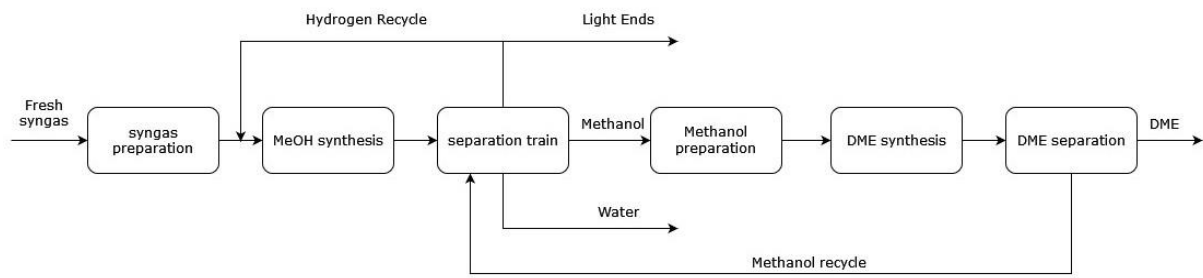 Hydrogen Recycle
Light Ends
Fresh
syngas
syngas
preparation
MeOH synthesis
separation train
Methanol
Methanol
preparation
DME synthesis
DME separation
DME
Water
Methanol recycle